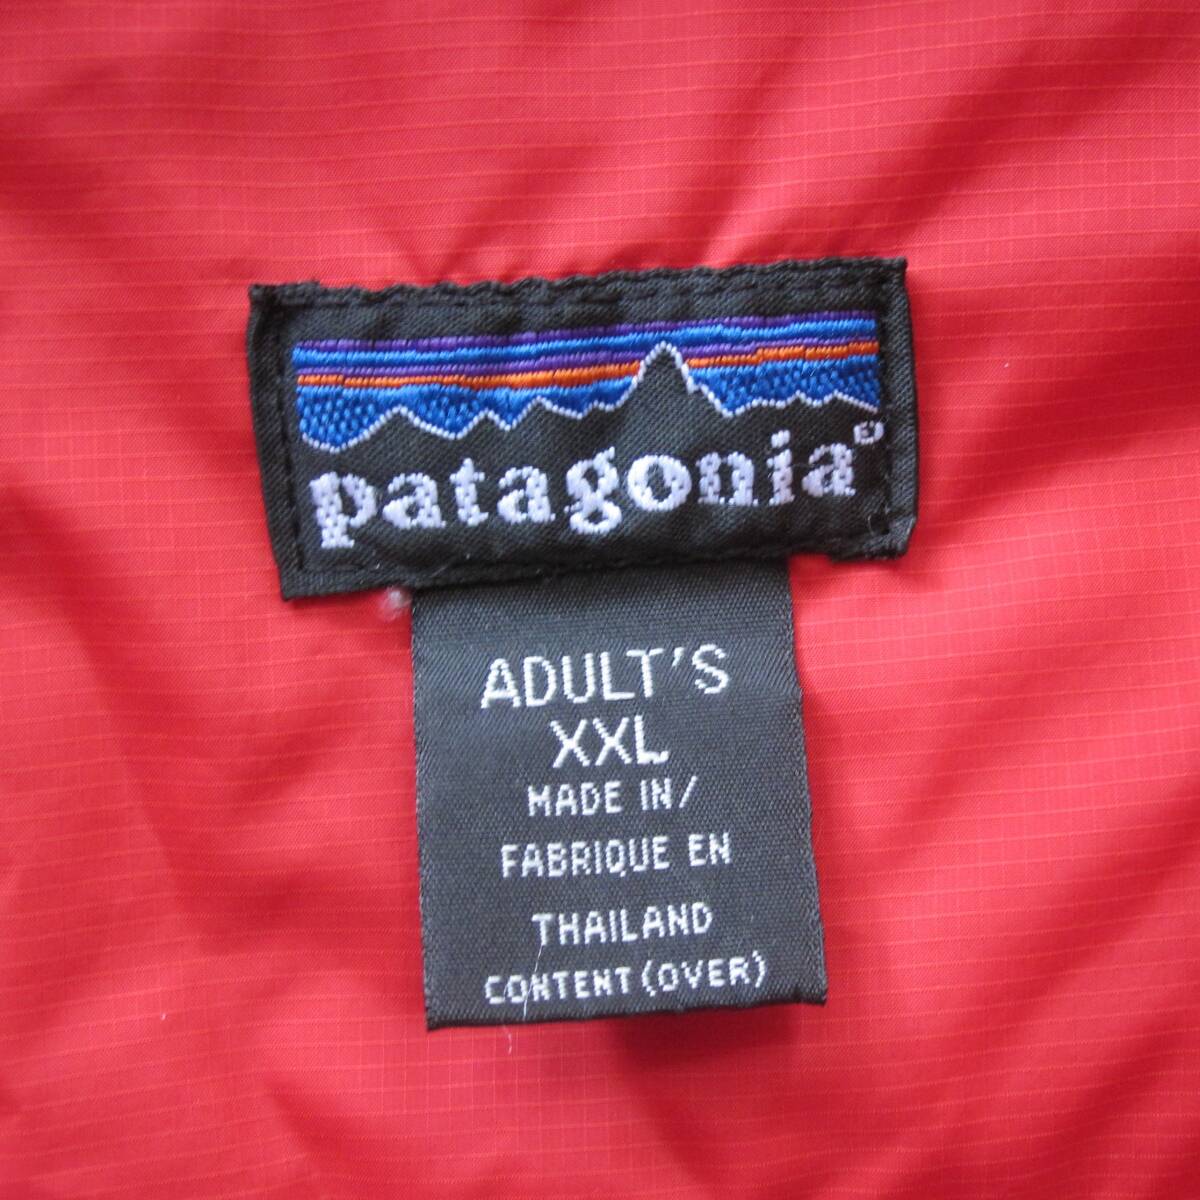 patagonia®
ADULT'S
XXL
MADE IN/
FABRIQUE EN
THAILAND
CONTENT (OVER)